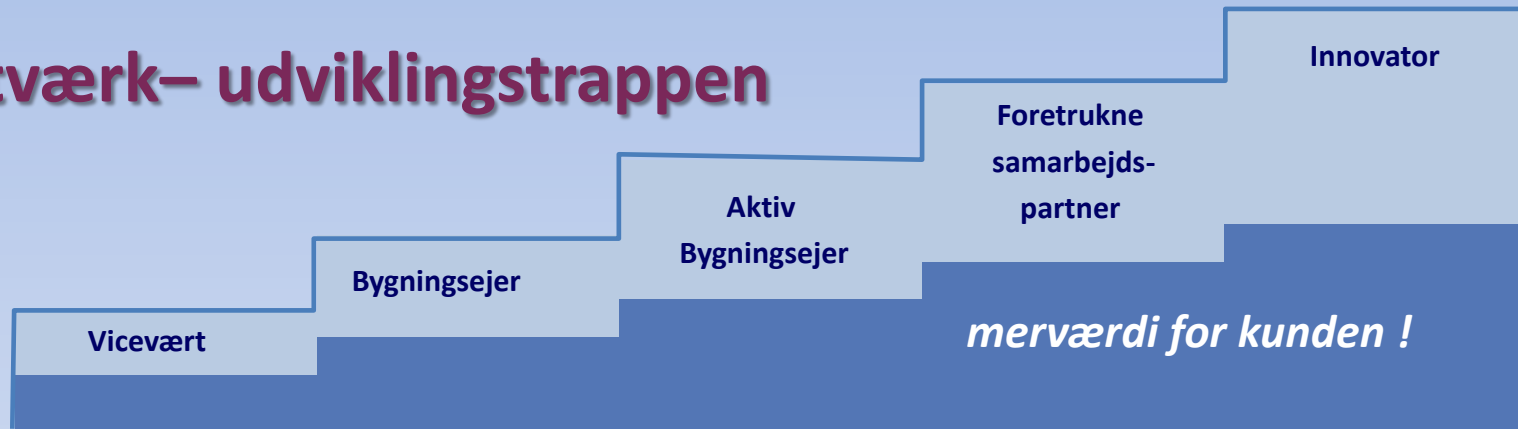 tværk– udviklingstrappen
Innovator
Foretrukne
samarbejds-
partner
Aktiv
Bygningsejer
Bygningsejer
Vicevært
merværdi for kunden !